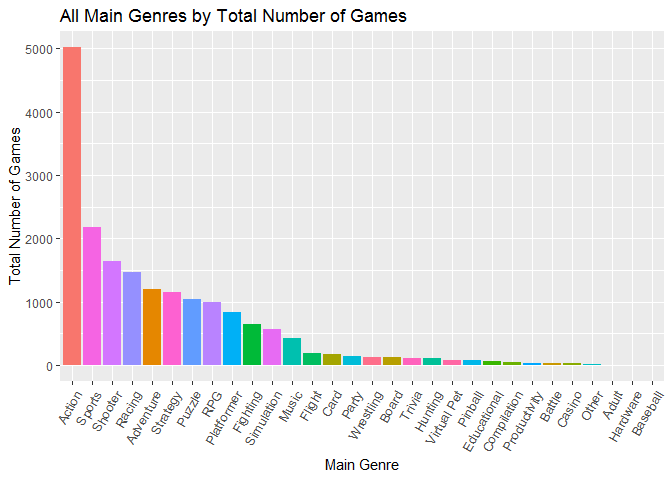 All Main Genres by Total Number of Games
Total Number of Games
5000
4000
3000
2000
1000
0
Action
Sports
Shooter
Racing
Adventure
Strategy
Puzzle
RPG
Platformer
Fighting
Simulation
Music
Flight
Card
Party
Wrestling
Board
Trivia
Hunting
Virtual Pet
Pinball
Educational
Compilation
Productivity
Battle
Casino
Other
Adult
Hardware
Baseball
Main Genre